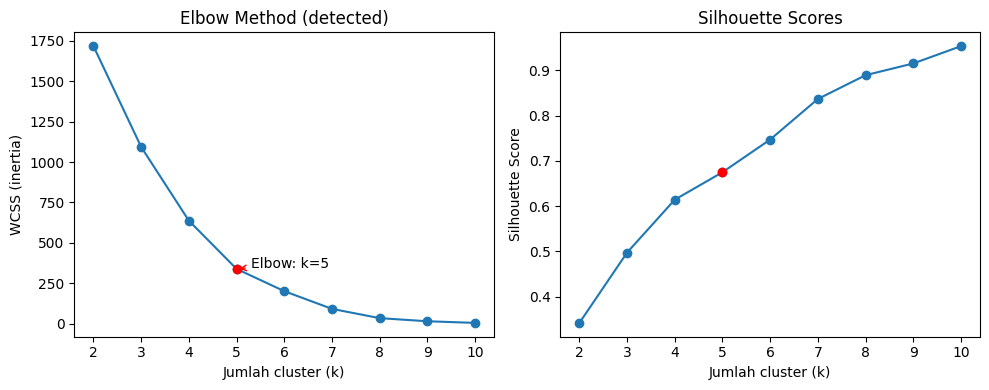 Elbow Method (detected)
WCSS (inertia)
1750
1500
1250
1000
750
500
250
0
Elbow: k=5
2 3 4 5 6 7 8 9 10
Jumlah cluster (k)
Silhouette Scores
Silhouette Score
0.9
0.8
0.7
0.6
0.5
0.4
2 3 4 5 6 7 8 9 10
Jumlah cluster (k)